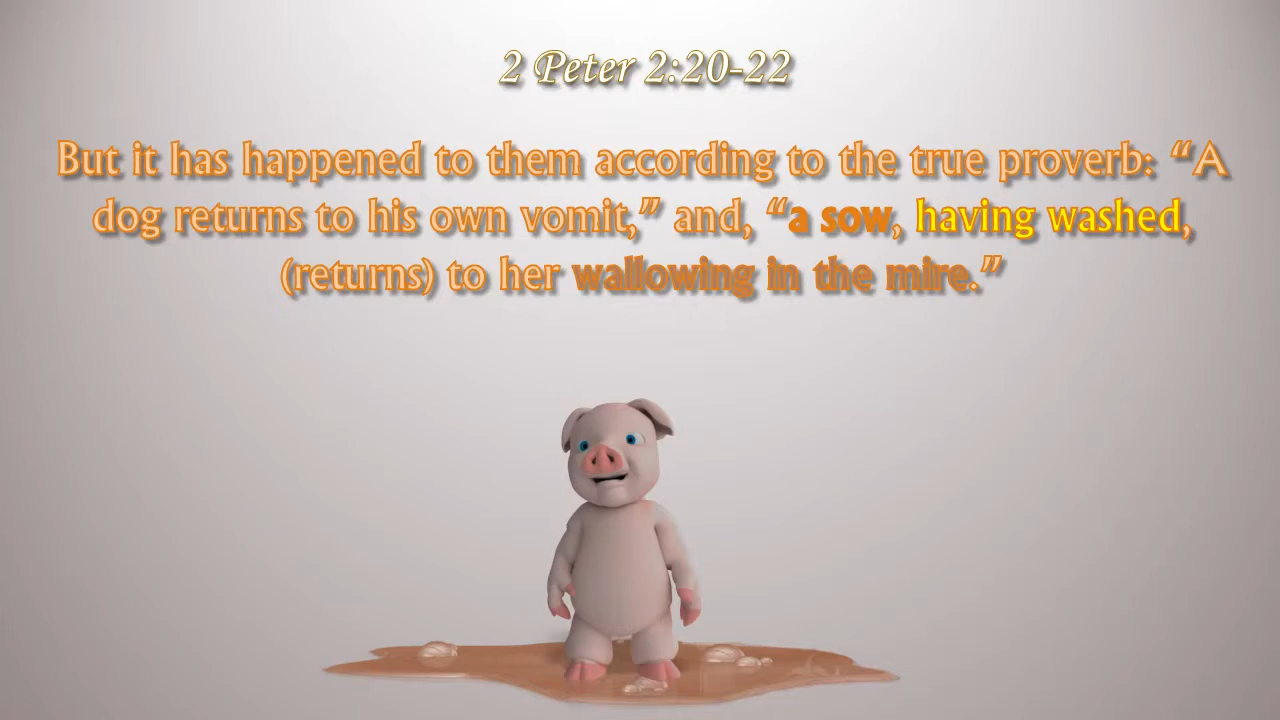 2 Peter 2:20-22
But it has happened to them according to the true proverb: “A
dog returns to his own vomit,” and, “a sow, having washed,
(returns) to her wallowing in the mire.”